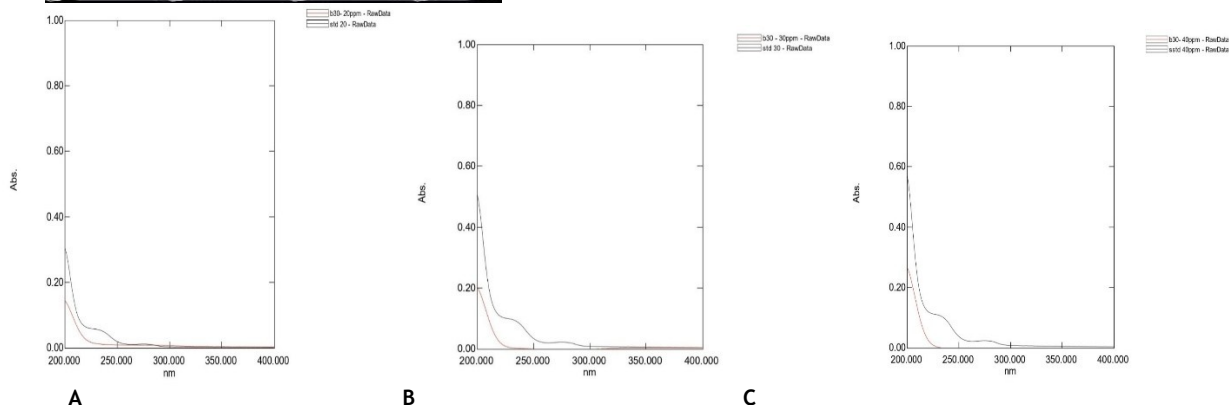 b30- 20ppm - RawData
std 20 - RawData
1.00
0.80
0.60
0.40
0.20
0.00
Abs.
200.000 250.000 300.000 350.000 400.000
nm
A
b30 - 30ppm - RawData
std 30 - RawData
1.00
0.80
0.60
0.40
0.20
0.00
Abs.
200.000 250.000 300.000 350.000 400.000
nm
B
b30- 40ppm - RawData
sstd 40ppm - RawData
1.00
0.80
0.60
0.40
0.20
0.00
Abs.
200.000 250.000 300.000 350.000 400.000
nm
C